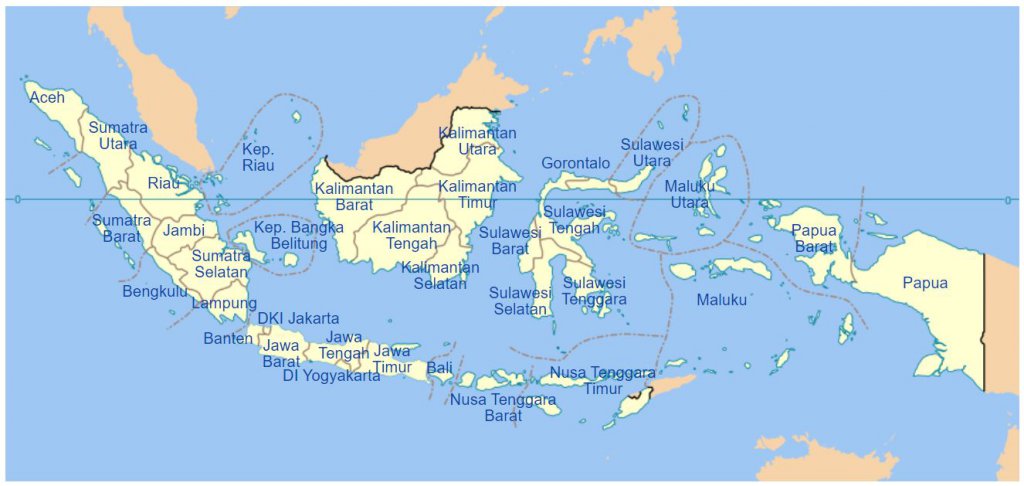 Aceh
Sumatra
Utara
Riau
Kep.
Riau
Sumatra
Barat
Jambi
Sumatra
Selatan
Kep. Bangka
Belitung
Bengkulu
Lampung
Kalimantan
Utara
Kalimantan
Barat
Kalimantan
Timur
Kalimantan
Tengah
Kalimantan
Selatan
Gorontalo
Sulawesi
Utara
Sulawesi
Tengah
Sulawesi
Barat
Sulawesi
Selatan
Sulawesi
Tenggara
Maluku
Utara
Maluku
Papua
Barat
Papua
0
0
DKI Jakarta
Banten
Jawa
Barat
Jawa
Tengah
DI Yogyakarta
Jawa
Timur
Bali
Nusa Tenggara
Barat
Nusa Tenggara
Timur